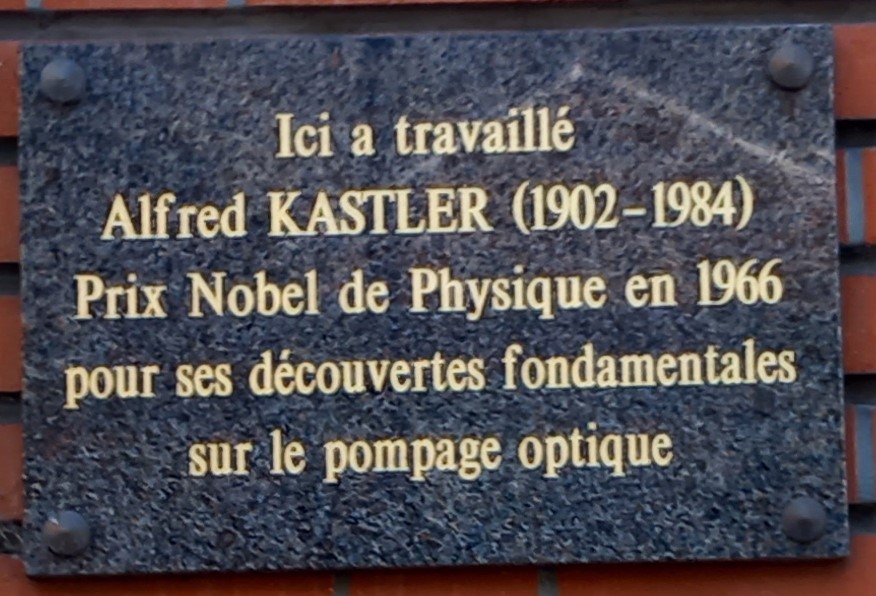 Ici a travaillé
Alfred KASTLER (1902-1984)
Prix Nobel de Physique en 1966
pour ses découvertes fondamentales
sur le pompage optique